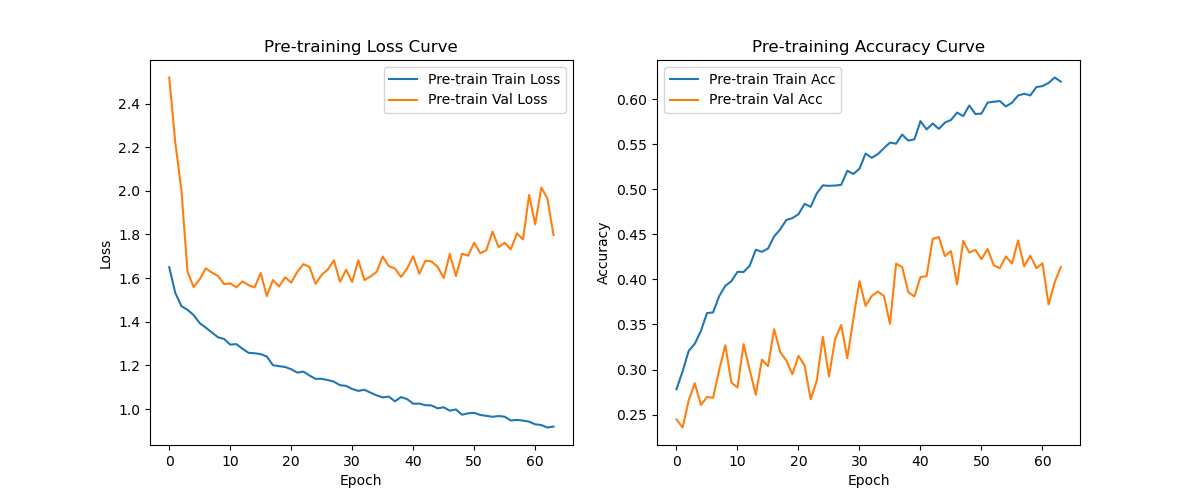 Pre-training Loss Curve
Pre-train Train Loss
Pre-train Val Loss
2.4
2.2
2.0
1.8
1.6
1.4
1.2
1.0
Loss
0 10 20 30 40 50 60
Epoch
Pre-training Accuracy Curve
Pre-train Train Acc
Pre-train Val Acc
0.60
0.55
0.50
0.45
0.40
0.35
0.30
0.25
Accuracy
0 10 20 30 40 50 60
Epoch